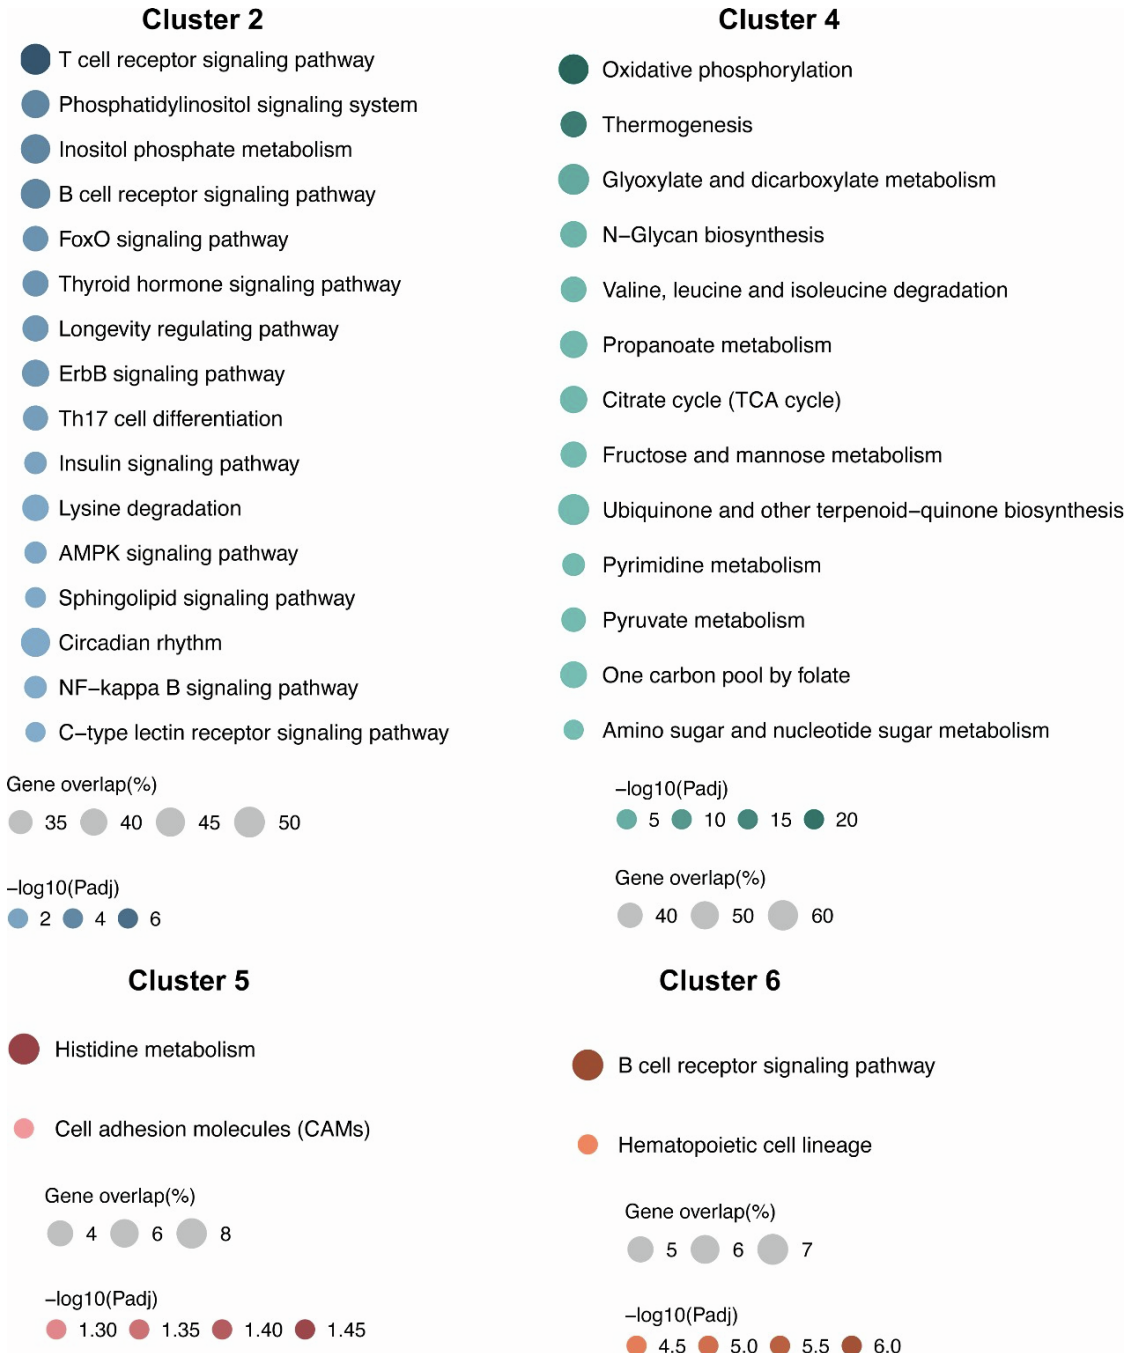 Cluster 2
T cell receptor signaling pathway
Phosphatidylinositol signaling system
Inositol phosphate metabolism
B cell receptor signaling pathway
FoxO signaling pathway
Thyroid hormone signaling pathway
Longevity regulating pathway
ErbB signaling pathway
Th17 cell differentiation
Insulin signaling pathway
Lysine degradation
AMPK signaling pathway
Sphingolipid signaling pathway
Circadian rhythm
NF−kappa B signaling pathway
C−type lectin receptor signaling pathway
Gene overlap(%)
35 40 45 50
−log10(Padj)
2 4 6
Cluster 4
Oxidative phosphorylation
Thermogenesis
Glyoxylate and dicarboxylate metabolism
N−Glycan biosynthesis
Valine, leucine and isoleucine degradation
Propanoate metabolism
Citrate cycle (TCA cycle)
Fructose and mannose metabolism
Ubiquinone and other terpenoid−quinone biosynthesis
Pyrimidine metabolism
Pyruvate metabolism
One carbon pool by folate
Amino sugar and nucleotide sugar metabolism
−log10(Padj)
5 10 15 20
Gene overlap(%)
40 50 60
Cluster 5
Histidine metabolism
Cell adhesion molecules (CAMs)
Gene overlap(%)
4 6 8
−log10(Padj)
1.30 1.35 1.40 1.45
Cluster 6
B cell receptor signaling pathway
Hematopoietic cell lineage
Gene overlap(%)
5 6 7
−log10(Padj)
4.5 5.0 5.5 6.0